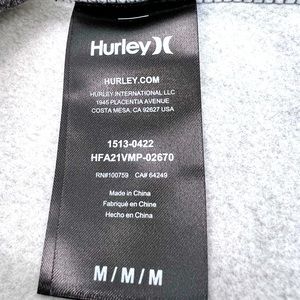 Hurley
HURLEY.COM
HURLEY INTERNATIONAL LLC
1945 PLACENTIA AVENUE
COSTA MESA, CA 92627 USA
1513-0422
HFA21VMP-02670
RN#100759 CA# 64249
Made in China
Fabriqué en Chine
Hecho en China
M/M/M